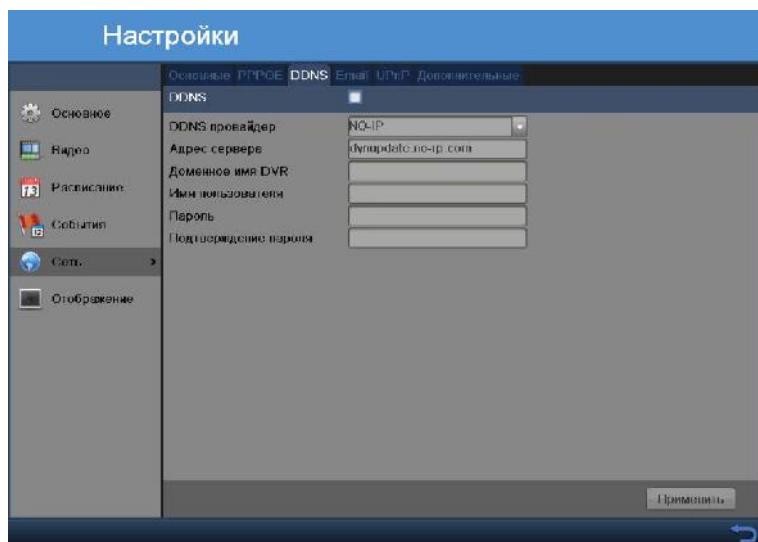 Настройки
Основные PPPOE DDNS Email UPnP Дополнительные
DDNS
DDNS провайдер NO-IP
Адрес сервера dynupdate.no-ip.com
Доменное имя DVR
Имя пользователя
Пароль
Подтверждение пароля
Основное
Видео
13 Расписание
События
Сеть
Отображение
Применить